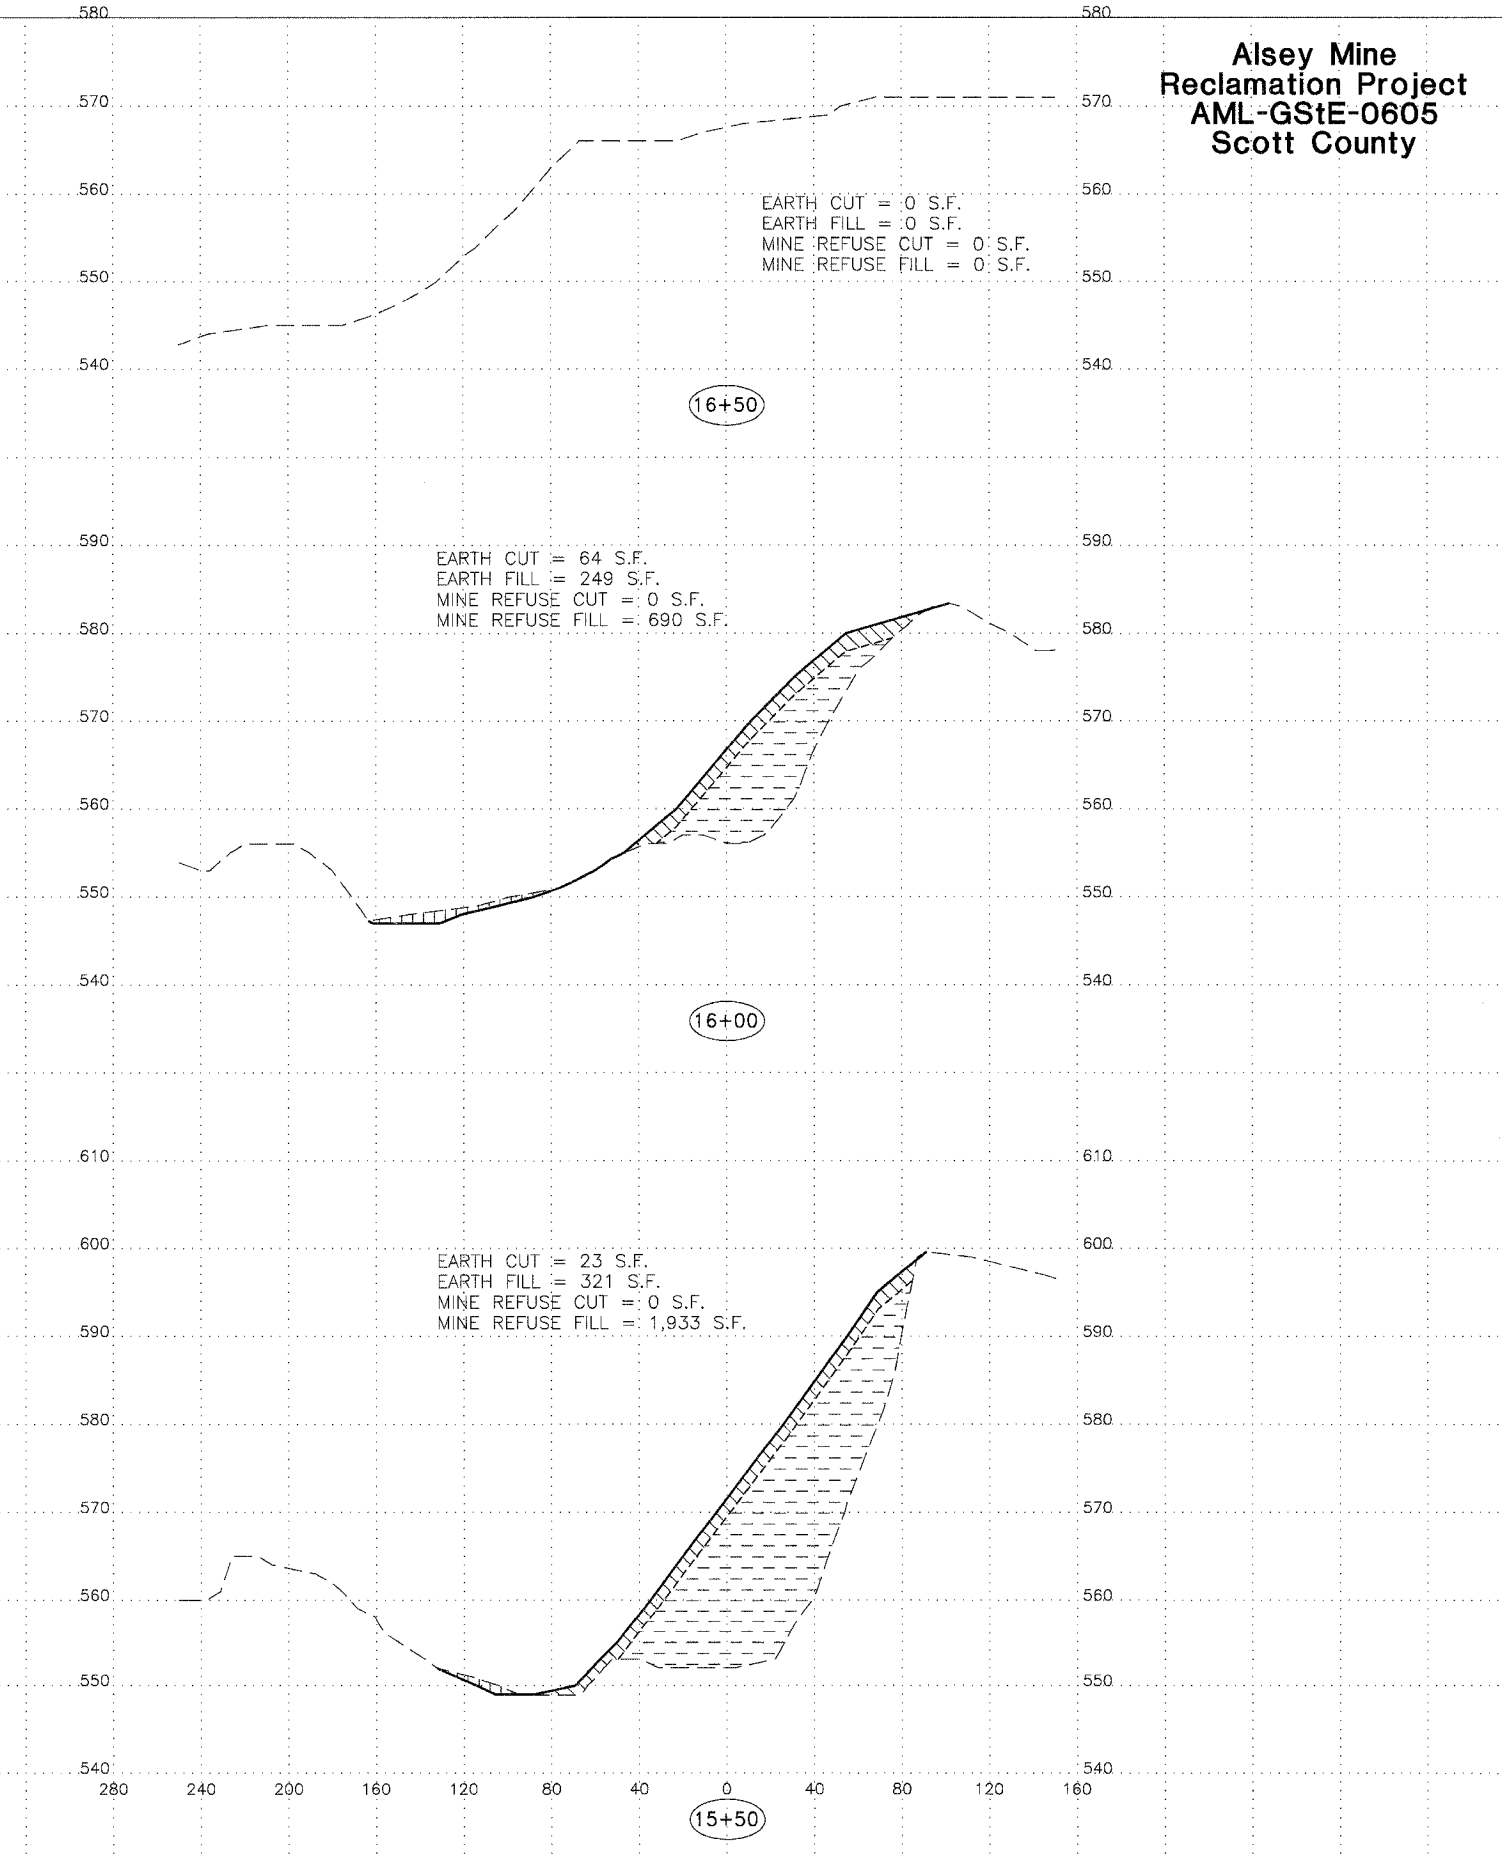 580 580
Alsey Mine
Reclamation Project
AML-GStE-0605
Scott County
570 570
560 560
EARTH CUT = 0 S.F.
EARTH FILL = 0 S.F.
MINE REFUSE CUT = 0 S.F.
MINE REFUSE FILL = 0 S.F.
550 550
540 540
16+50
590 590
EARTH CUT = 64 S.F.
EARTH FILL = 249 S.F.
MINE REFUSE CUT = 0 S.F.
MINE REFUSE FILL = 690 S.F.
580 580
570 570
560 560
550 550
540 540
16+00
610 610
600 600
EARTH CUT = 23 S.F.
EARTH FILL = 321 S.F.
MINE REFUSE CUT = 0 S.F.
MINE REFUSE FILL = 1,933 S.F.
590 590
580 580
570 570
560 560
550 550
540 540
280 240 200 160 120 80 40 0 40 80 120 160
15+50